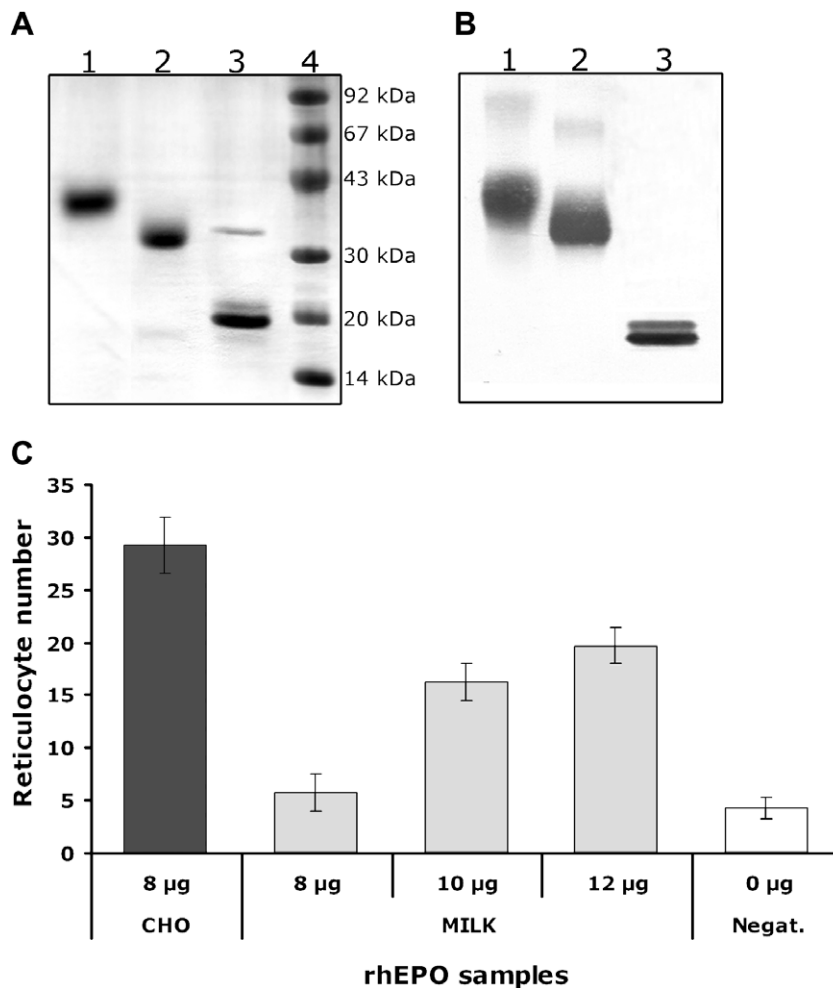 A
B
1 2 3 4
1 2 3
92 kDa
67 kDa
43 kDa
30 kDa
20 kDa
14 kDa
C
Reticulocyte number
35
30
25
20
15
10
5
0
8 µg 8 µg 10 µg 12 µg 0 µg
CHO MILK Negat.
rhEPO samples